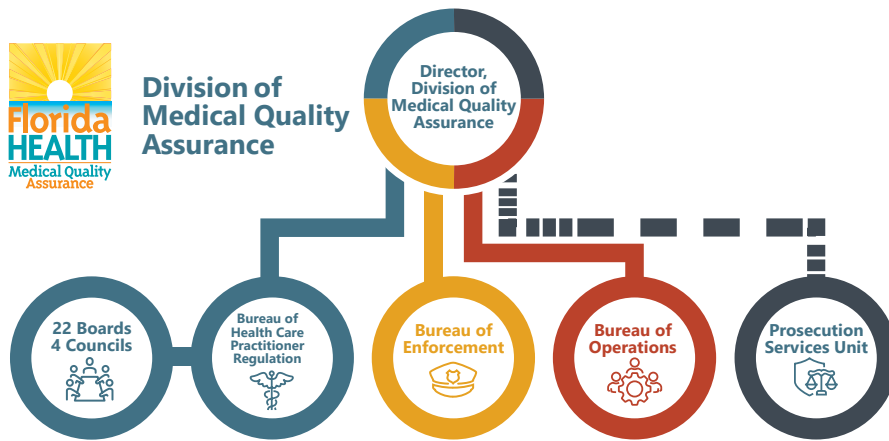 Florida
HEALTH
Medical Quality
Assurance
Division of
Medical Quality
Assurance
Director,
Division of
Medical Quality
Assurance
22 Boards
4 Councils
Bureau of
Health Care
Practitioner
Regulation
Bureau of
Enforcement
Bureau of
Operations
Prosecution
Services Unit